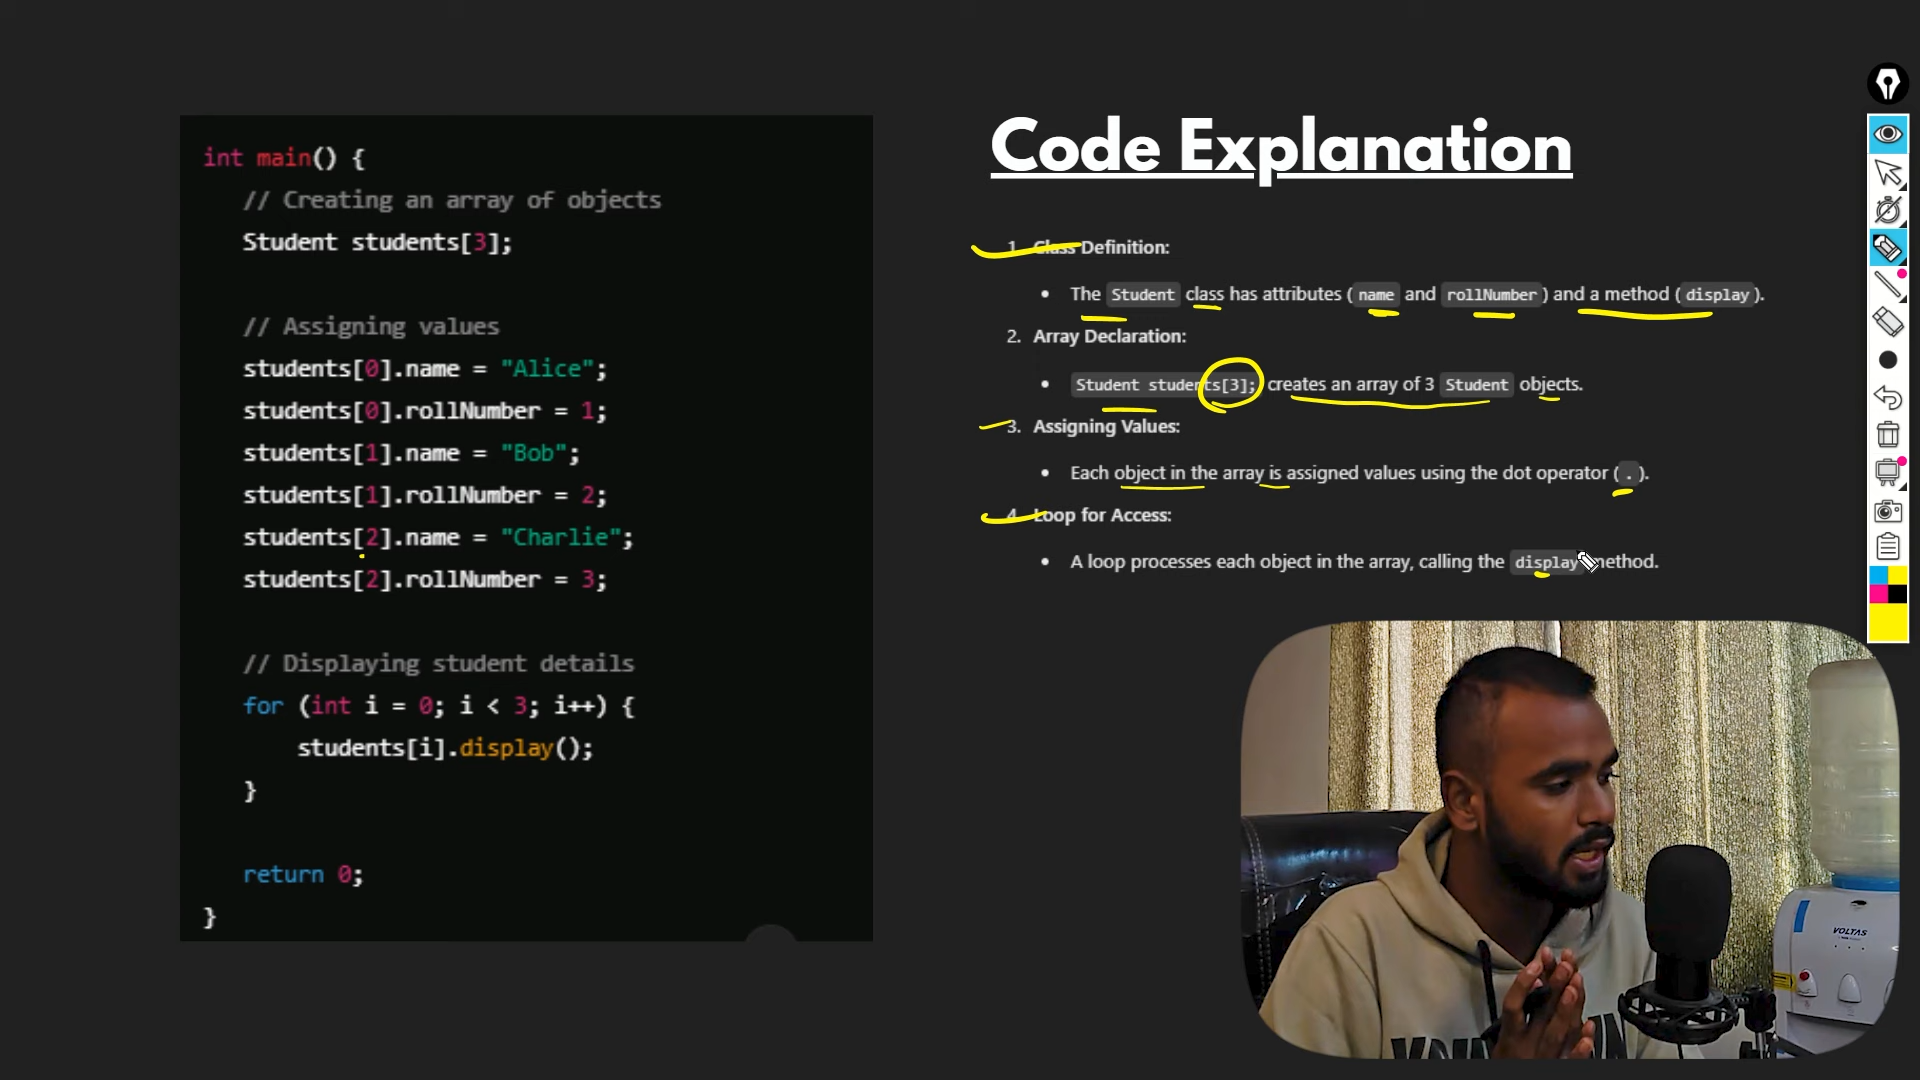 int main() {
// Creating an array of objects
Student students[3];
// Assigning values
students[0].name = "Alice";
students[0].rollNumber = 1;
students[1].name = "Bob";
students[1].rollNumber = 2;
students[2].name = "Charlie";
students[2].rollNumber = 3;
// Displaying student details
for (int i = 0; i < 3; i++) {
students[i].display();
}
return 0;
}
Code Explanation
1. Class Definition:
• The Student class has attributes (name and rollNumber) and a method (display).
2. Array Declaration:
• Student students[3]; creates an array of 3 Student objects.
3. Assigning Values:
• Each object in the array is assigned values using the dot operator (.).
4. Loop for Access:
• A loop processes each object in the array, calling the display method.
VOLTAS